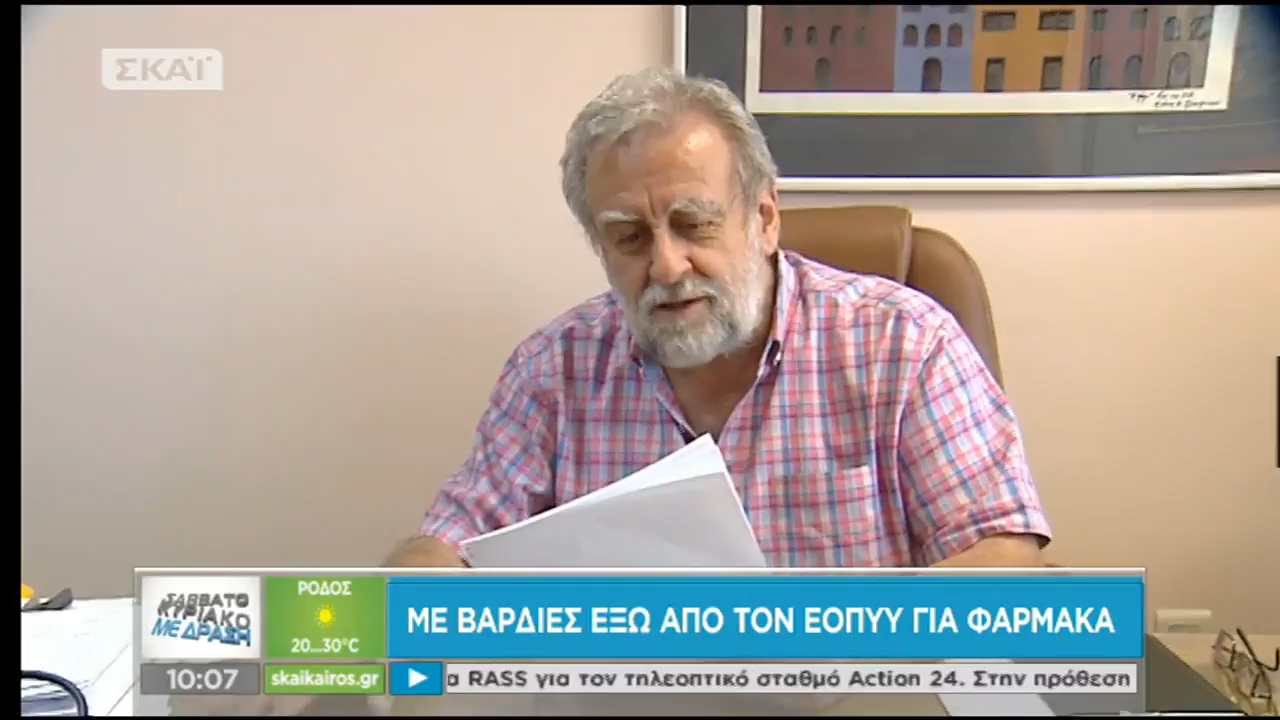 ΣΚΑΪ
ΣΑΒΒΑΤΟ
ΚΥΡΙΑΚΟ
ΜΕ ΔΡΑΣΗ
ΡΟΔΟΣ
20...30°C
ΜΕ ΒΑΡΔΙΕΣ ΕΞΩ ΑΠΟ ΤΟΝ ΕΟΠΥΥ ΓΙΑ ΦΑΡΜΑΚΑ
10:07
skaikairos.gr
α RASS για τον τηλεοπτικό σταθμό Action 24. Στην πρόθεση